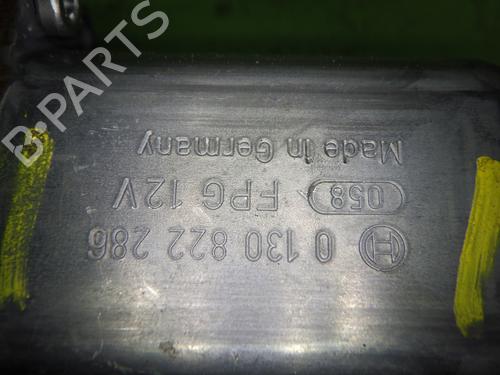 0 130 822 286
058 FPG 12V
Made in Germany
B-PARTS